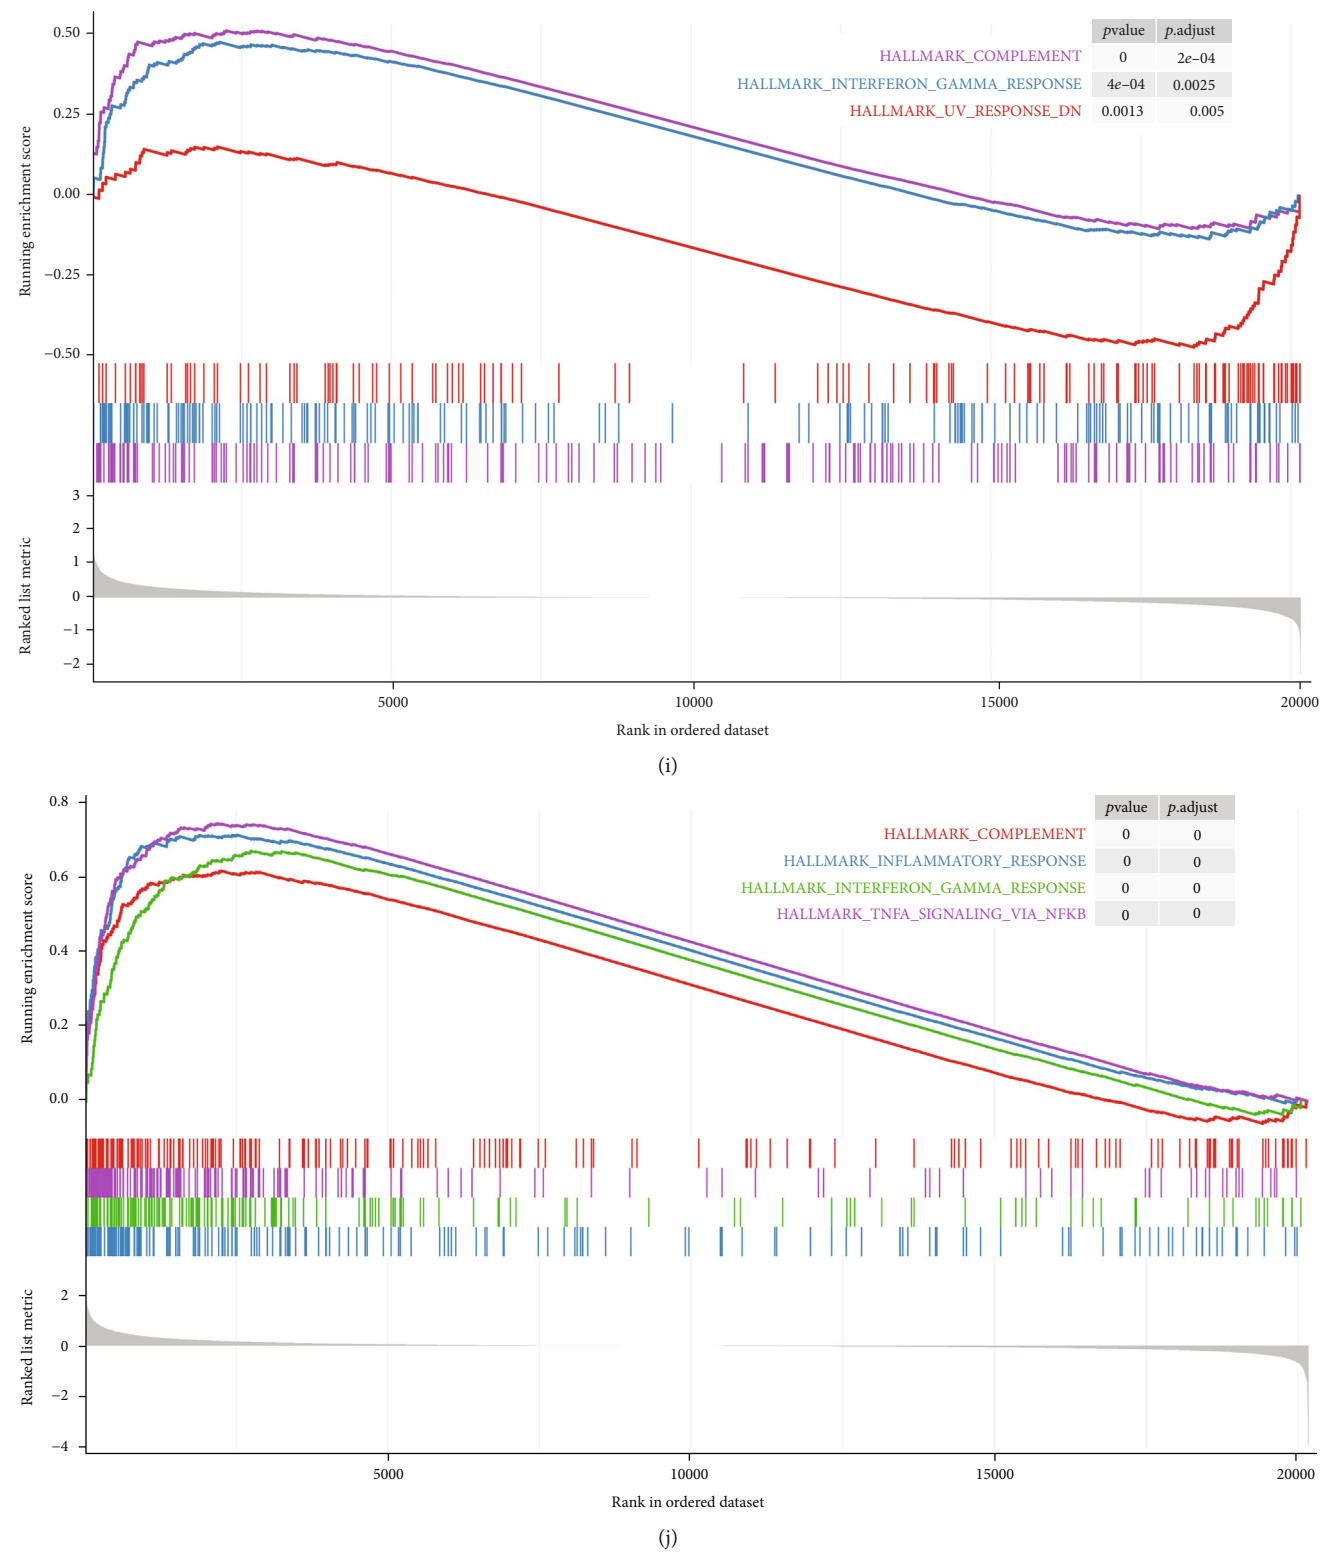 pvalue p.adjust
HALLMARK_COMPLEMENT 0 2e–04
HALLMARK_INTERFERON_GAMMA_RESPONSE 4e–04 0.0025
HALLMARK_UV_RESPONSE_DN 0.0013 0.005
Running enrichment score
0.50
0.25
0.00
−0.25
−0.50
Ranked list metric
3
2
1
0
−1
−2
5000 10000 15000 20000
Rank in ordered dataset
(i)
pvalue p.adjust
HALLMARK_COMPLEMENT 0 0
HALLMARK_INFLAMMATORY_RESPONSE 0 0
HALLMARK_INTERFERON_GAMMA_RESPONSE 0 0
HALLMARK_TNFA_SIGNALING_VIA_NFKB 0 0
Running enrichment score
0.8
0.6
0.4
0.2
0.0
Ranked list metric
2
0
−2
−4
5000 10000 15000 20000
Rank in ordered dataset
(j)